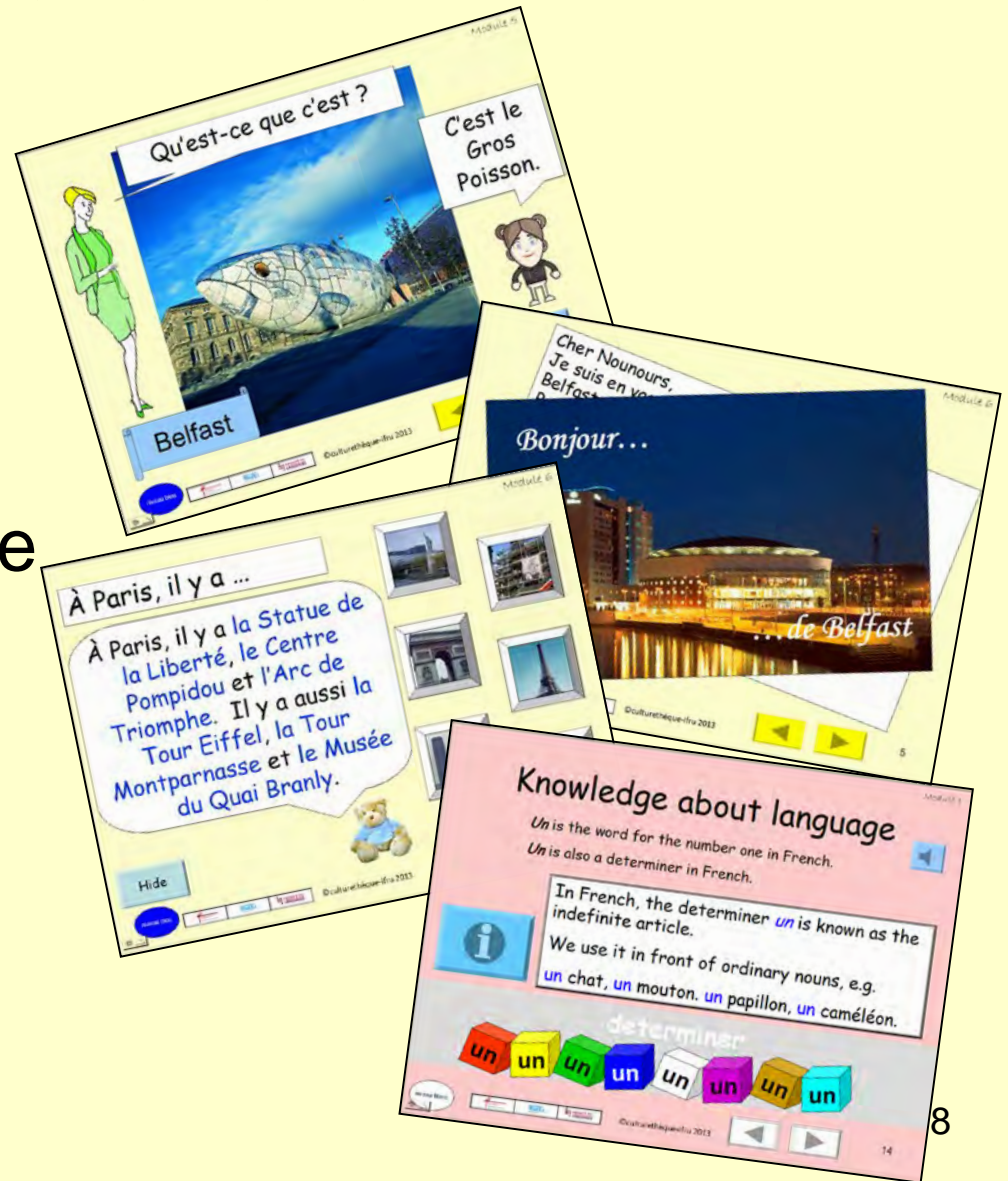 Module 5
Qu'est-ce que c'est ?
C'est le
Gros
Poisson.
Belfast
©culturethèque-ifru 2013
Module 6
Cher Nounours,
Je suis en
Belfast
Bonjour...
...de Belfast
©culturethèque-ifru 2013
5
e
Module 6
À Paris, il y a ...
À Paris, il y a la Statue de
la Liberté, le Centre
Pompidou et l'Arc de
Triomphe. Il y a aussi la
Tour Eiffel, la Tour
Montparnasse et le Musée
du Quai Branly.
Hide
©culturethèque-ifru 2013
Module 1
Knowledge about language
Un is the word for the number one in French.
Un is also a determiner in French.
In French, the determiner un is known as the
indefinite article.
We use it in front of ordinary nouns, e.g.
un chat, un mouton. un papillon, un caméléon.
determiner
un un un un un un un un
©culturethèque-ifru 2013
14
8